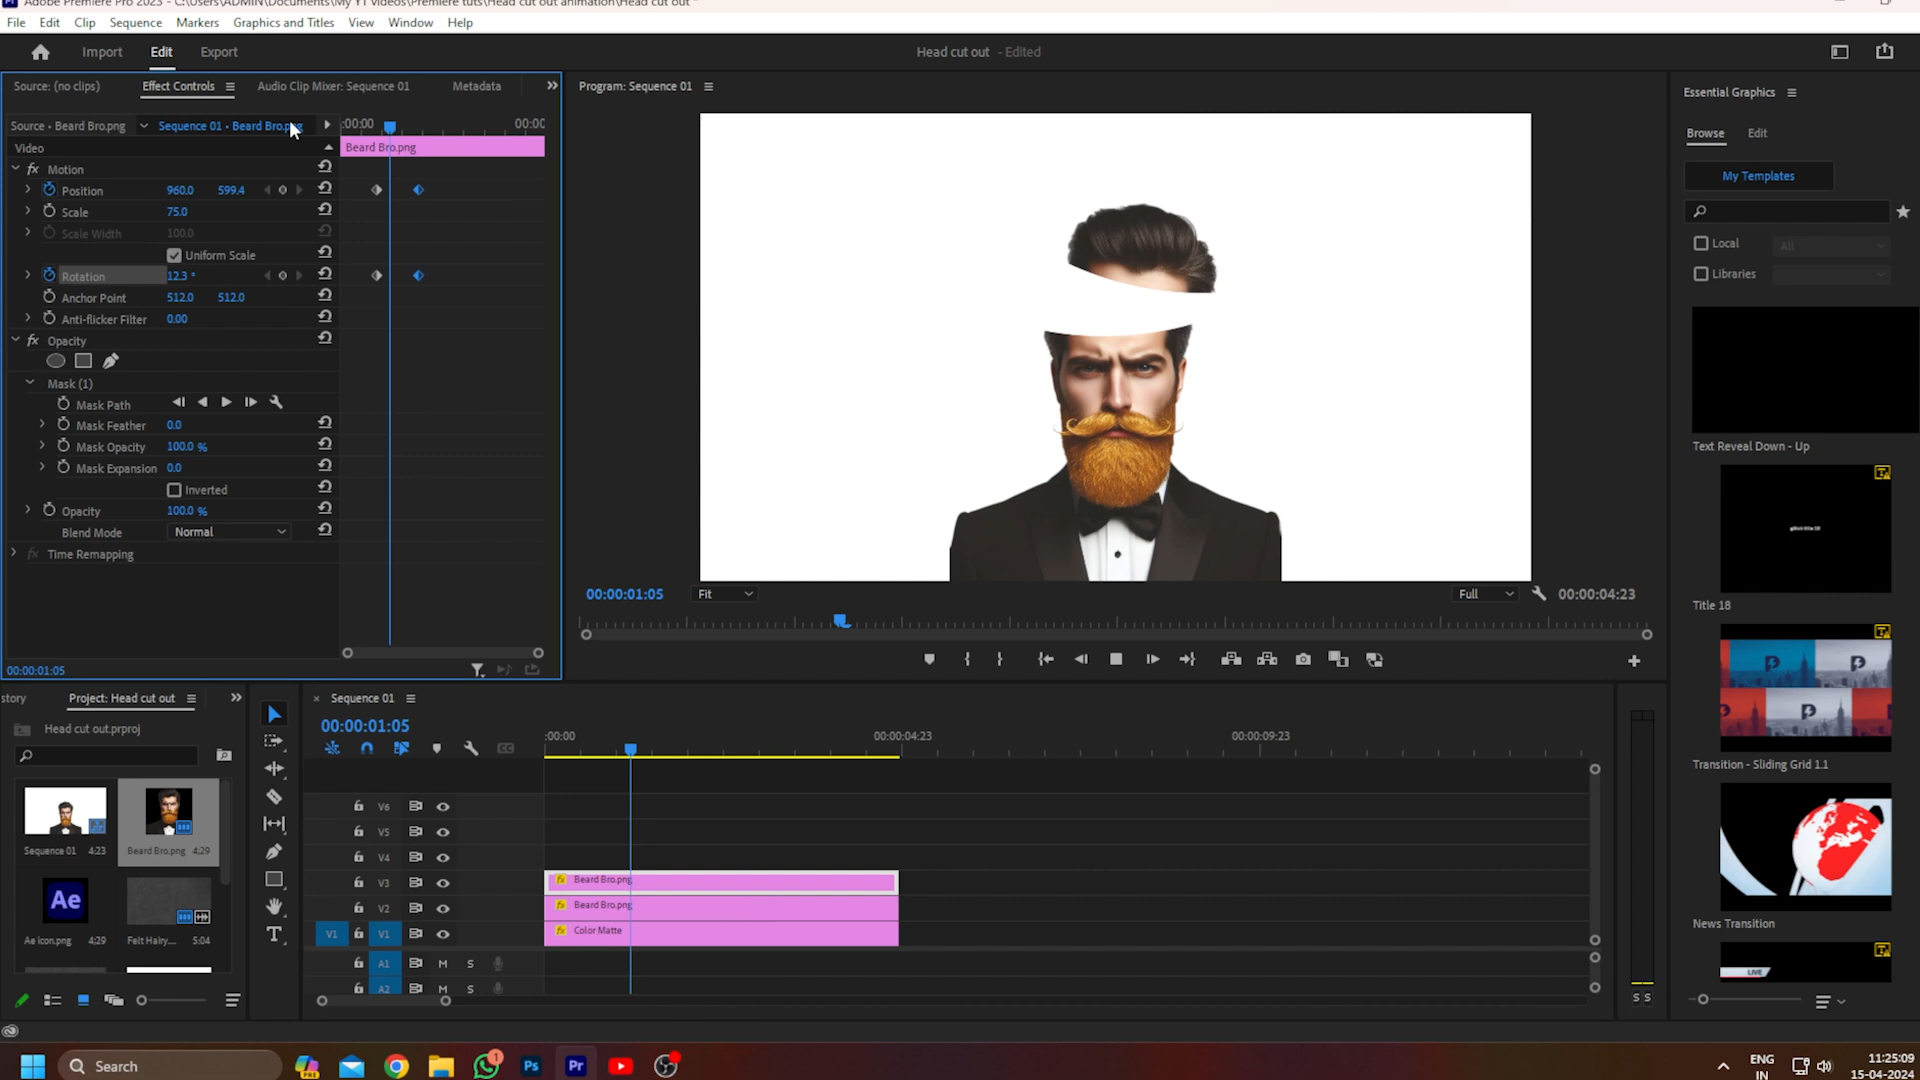 Adobe Premiere Pro 2023 - C:\Users\ADMIN\Documents\My YT Videos\Premiere tuts\Head cut out animation\Head cut out *
File Edit Clip Sequence Markers Graphics and Titles View Window Help
Import Edit Export
Head cut out - Edited
Source: (no clips) Effect Controls Audio Clip Mixer: Sequence 01 Metadata
Program: Sequence 01
Essential Graphics
Source • Beard Bro.png Sequence 01 • Beard Bro.png
:00:00 00:00
Video Beard Bro.png
fx Motion
Position 960.0 599.4
Scale 75.0
Scale Width 100.0
Uniform Scale
Rotation 12.3 °
Anchor Point 512.0 512.0
Anti-flicker Filter 0.00
fx Opacity
Mask (1)
Mask Path
Mask Feather 0.0
Mask Opacity 100.0 %
Mask Expansion 0.0
Inverted
Opacity 100.0 %
Blend Mode Normal
fx Time Remapping
00:00:01:05
00:00:01:05 Fit Full 00:00:04:23
Browse Edit
My Templates
Local All
Libraries
Text Reveal Down - Up
Title 18
Transition - Sliding Grid 1.1
News Transition
LIVE
story Project: Head cut out
Head cut out.prproj
Sequence 01 4:23 Beard Bro.png 4;29
Ae
Ae icon.png 4;29 Felt Hairy... 5:04
T
× Sequence 01
00:00:01:05
:00:00 00:00:04:23 00:00:09:23
V6
V5
V4
V3 fx Beard Bro.png
V2 fx Beard Bro.png
V1 V1 fx Color Matte
A1 M S
A2 M S
S S
Search
1
Ps
Pr
ENG
IN
11:25:09
15-04-2024